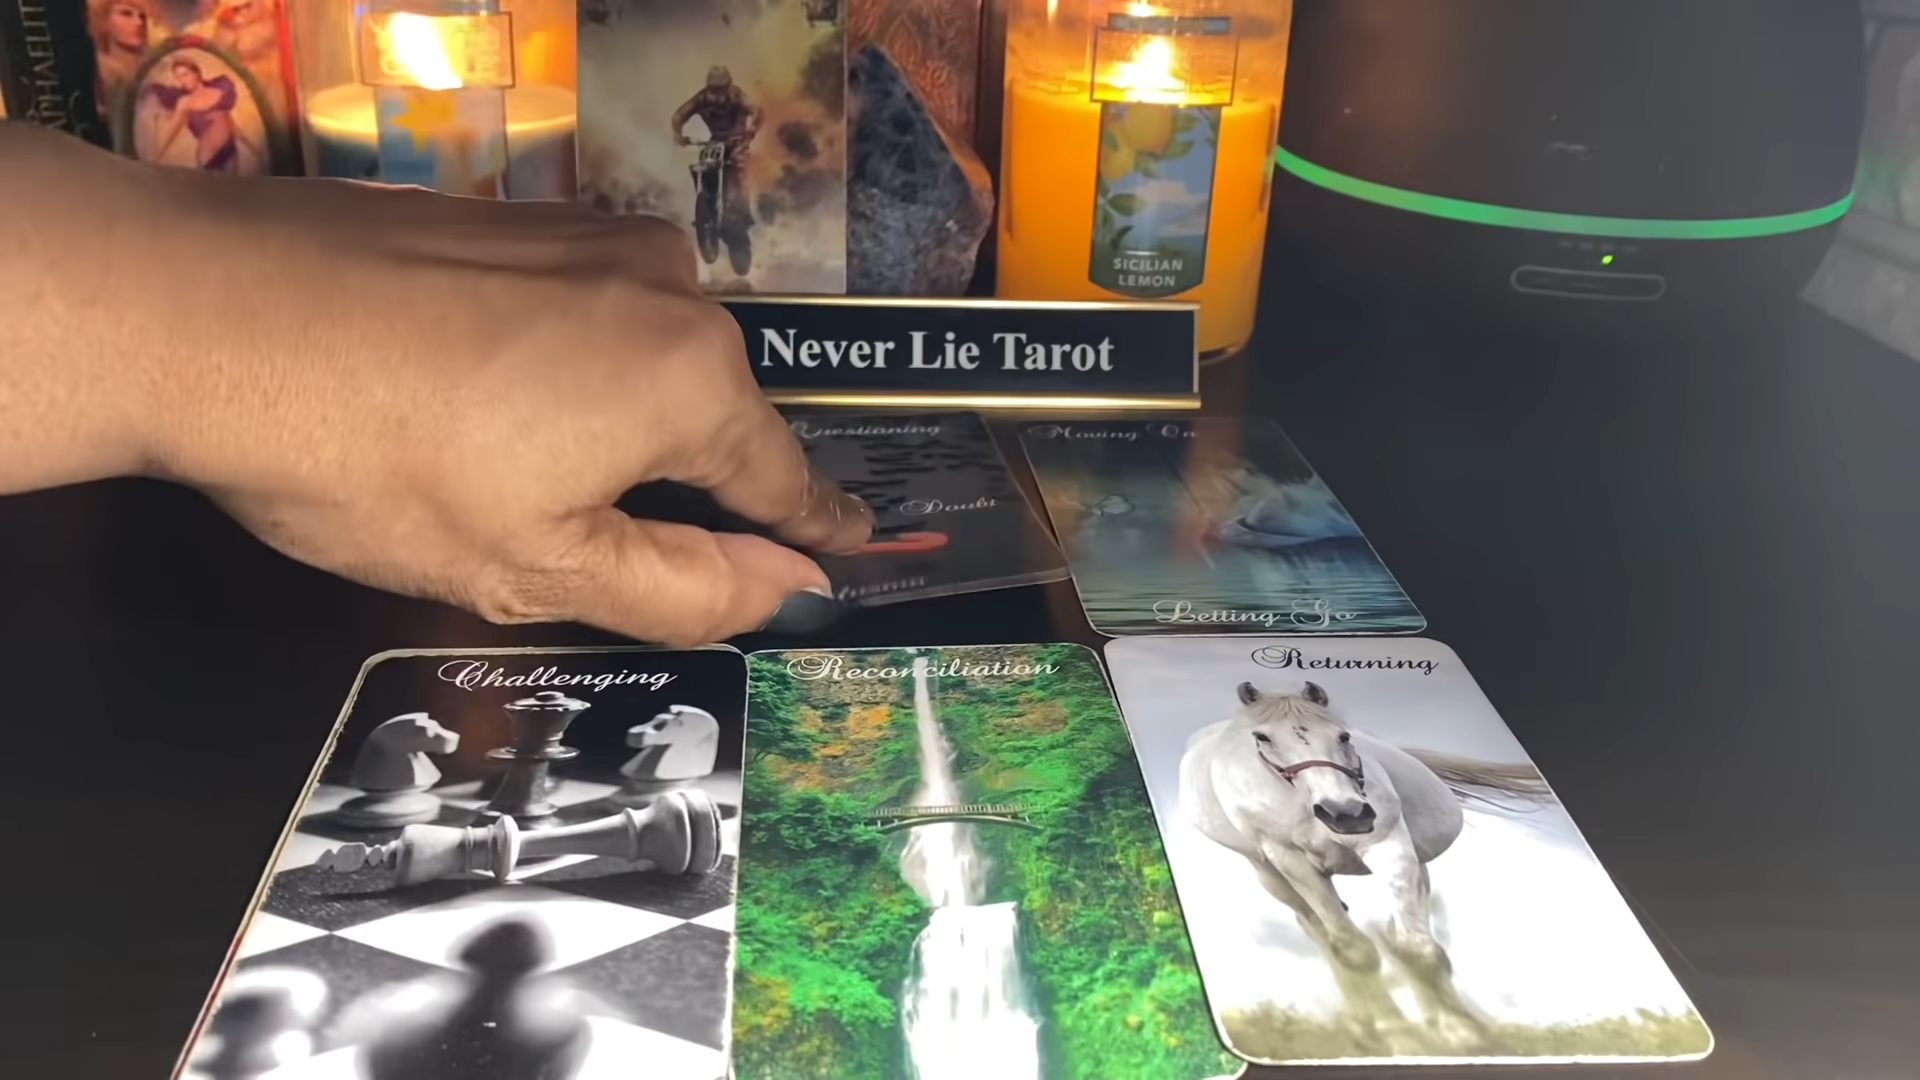 SICILIAN
LEMON
Never Lie Tarot
Questioning
Moving On
Doubt
Letting Go
Challenging
Reconciliation
Returning